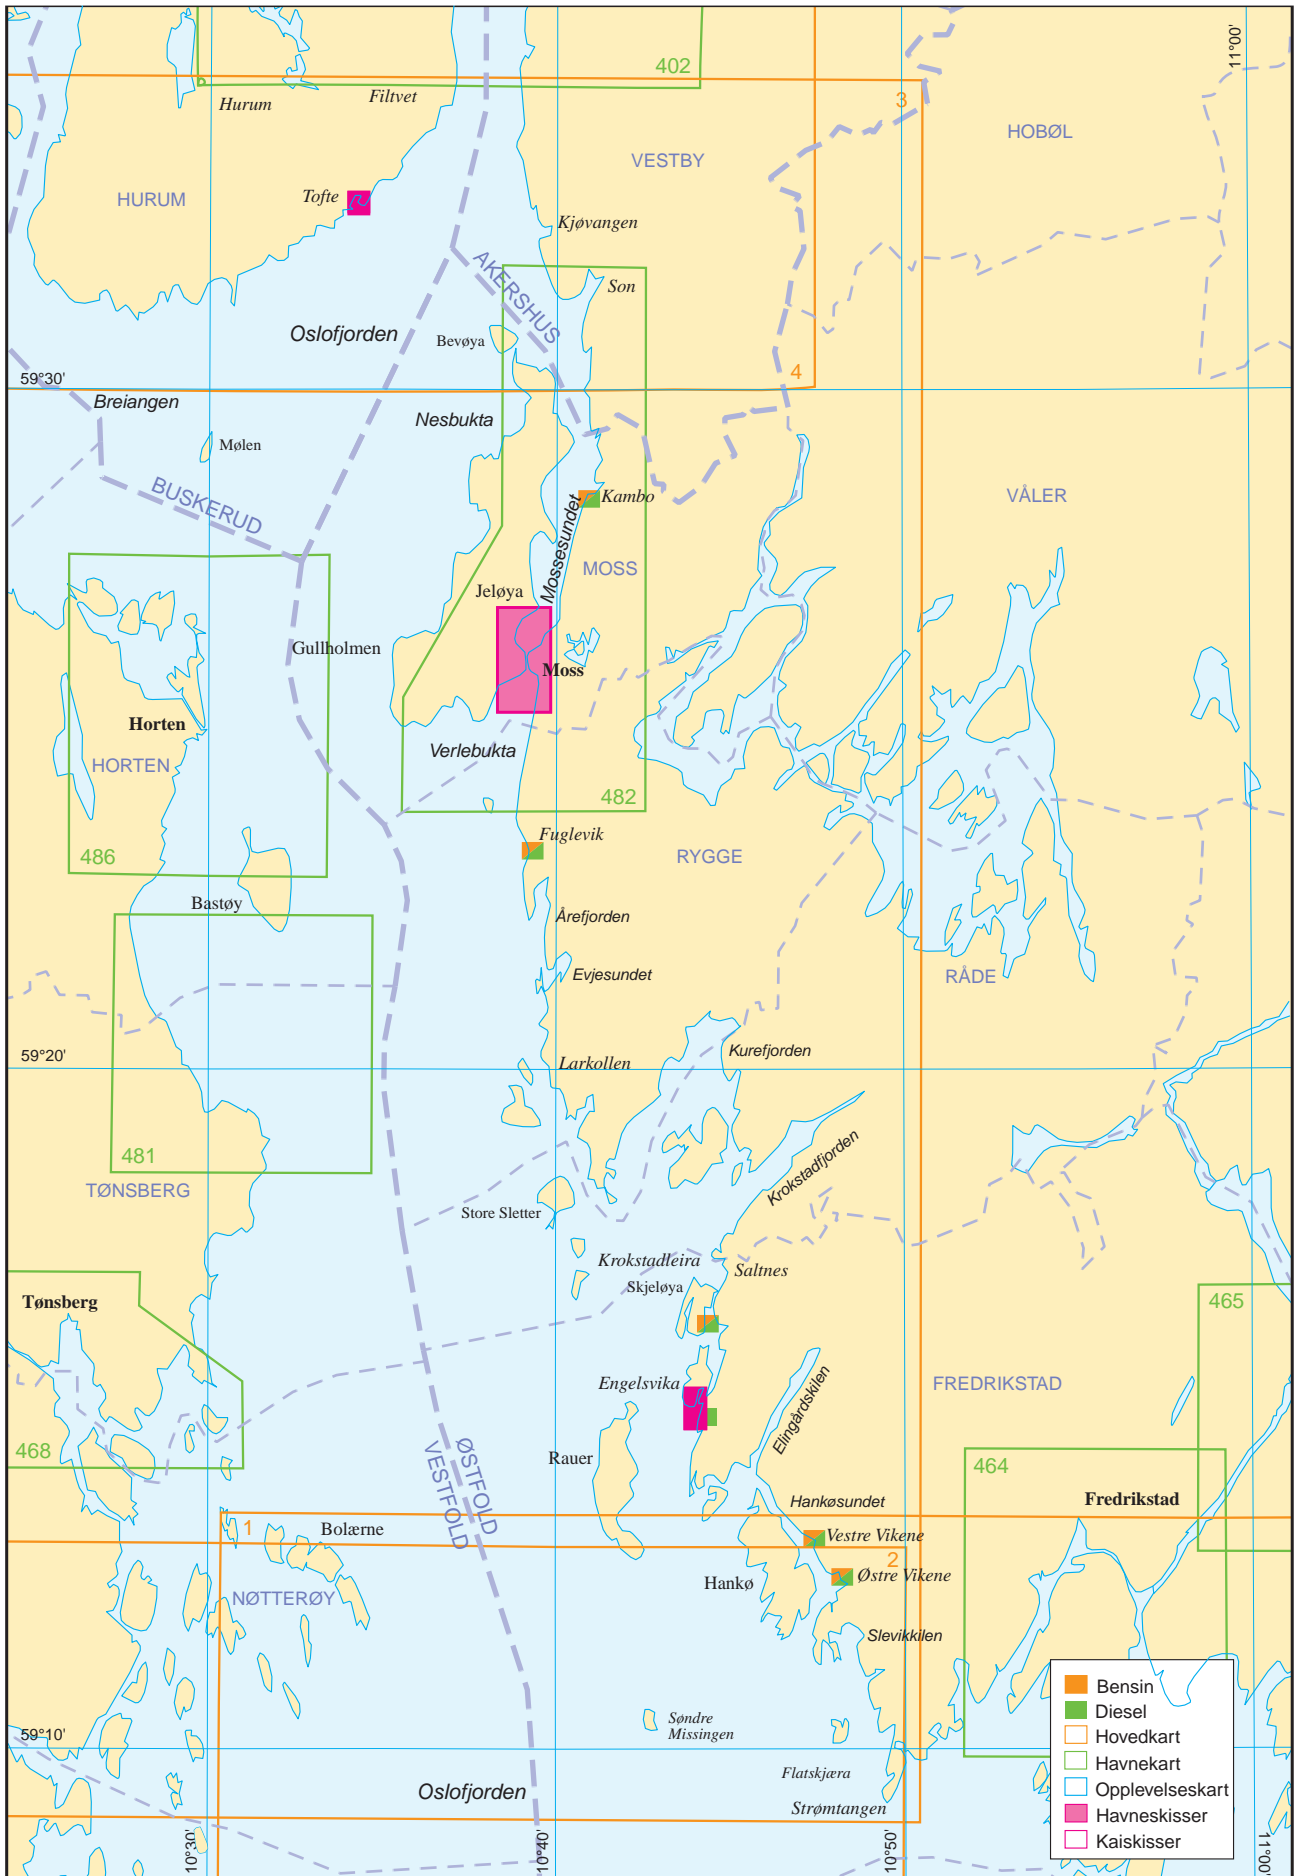 402
11°00'
3
Hurum
Filtvet
HOBØL
VESTBY
HURUM
Tofte
Kjøvangen
AKERSHUS
Son
Oslofjorden
Bevøya
4
59°30'
Breiangen
Nesbukta
Mølen
BUSKERUD
Kambo
VÅLER
Mossesundet
MOSS
Jeløya
Gullholmen
Moss
Horten
Verlebukta
HORTEN
482
Fuglevik
486
RYGGE
Bastøy
Årefjorden
Evjesundet
RÅDE
59°20'
Kurefjorden
Larkollen
481
Krokstadfjorden
TØNSBERG
Store Sletter
Krokstadleira
Saltnes
Skjeløya
Tønsberg
465
Engelsvika
FREDRIKSTAD
Elingårdskilen
468
ØSTFOLD
VESTFOLD
Rauer
464
Hankøsundet
Fredrikstad
1
Bolærne
Vestre Vikene
2
Østre Vikene
Hankø
NØTTERØY
Slevikkilen
Søndre
Missingen
59°10'
Flatskjæra
Oslofjorden
Strømtangen
Bensin
Diesel
Hovedkart
Havnekart
Opplevelseskart
Havneskisser
Kaiskisser
10°30'
10°40'
10°50'
11°00'